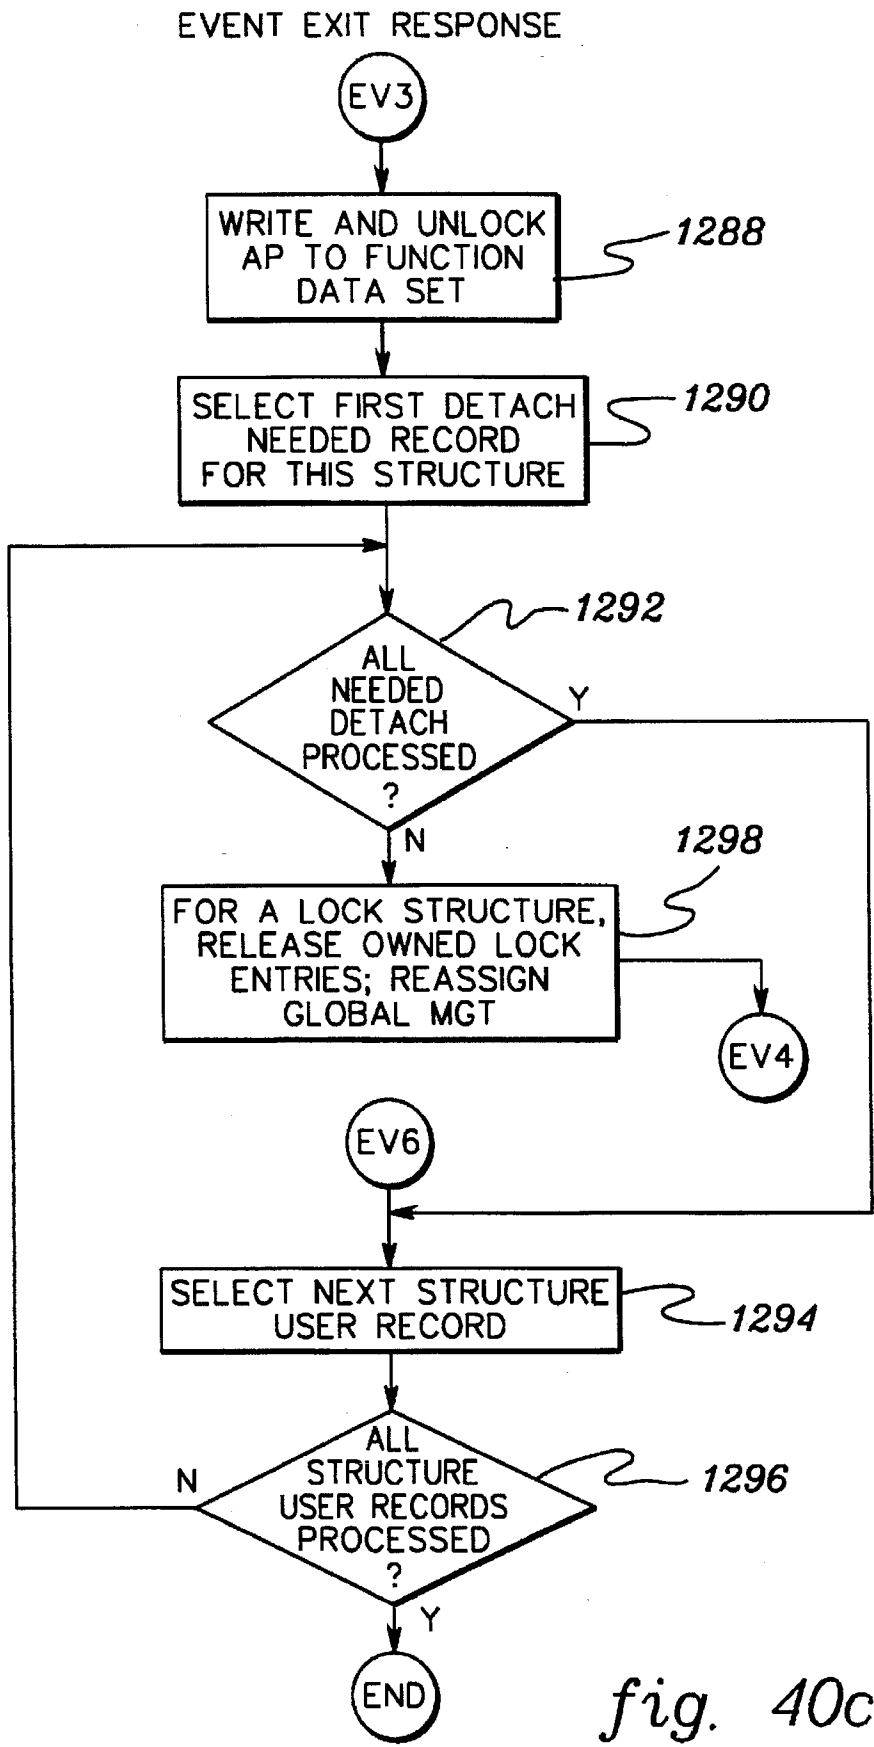 EVENT EXIT RESPONSE
EV3
WRITE AND UNLOCK
AP TO FUNCTION
DATA SET
1288
SELECT FIRST DETACH
NEEDED RECORD
FOR THIS STRUCTURE
1290
1292
ALL
NEEDED
DETACH
PROCESSED
?
Y
N
1298
FOR A LOCK STRUCTURE,
RELEASE OWNED LOCK
ENTRIES; REASSIGN
GLOBAL MGT
EV4
EV6
SELECT NEXT STRUCTURE
USER RECORD
1294
ALL
STRUCTURE
USER RECORDS
PROCESSED
?
N
1296
Y
END
fig. 40c